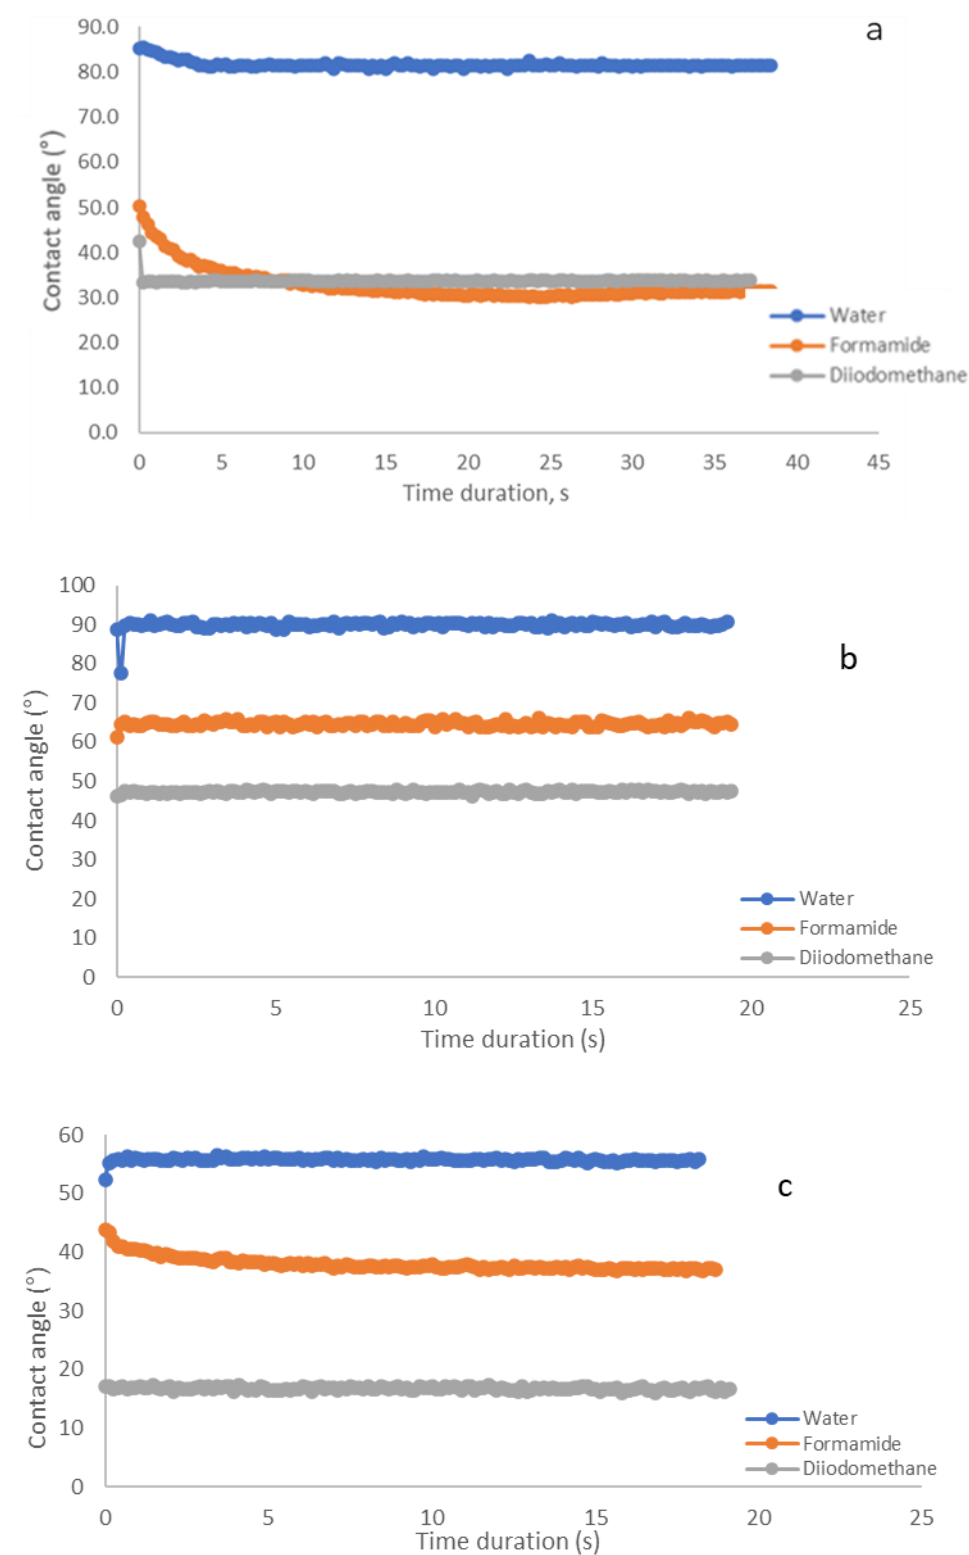 a
90.0
80.0
70.0
60.0
50.0
40.0
30.0
20.0
10.0
0.0
Contact angle (°)
0 5 10 15 20 25 30 35 40 45
Time duration, s
Water
Formamide
Diiodomethane
b
100
90
80
70
60
50
40
30
20
10
0
Contact angle (°)
0 5 10 15 20 25
Time duration (s)
Water
Formamide
Diiodomethane
c
60
50
40
30
20
10
0
Contact angle (°)
0 5 10 15 20 25
Time duration (s)
Water
Formamide
Diiodomethane